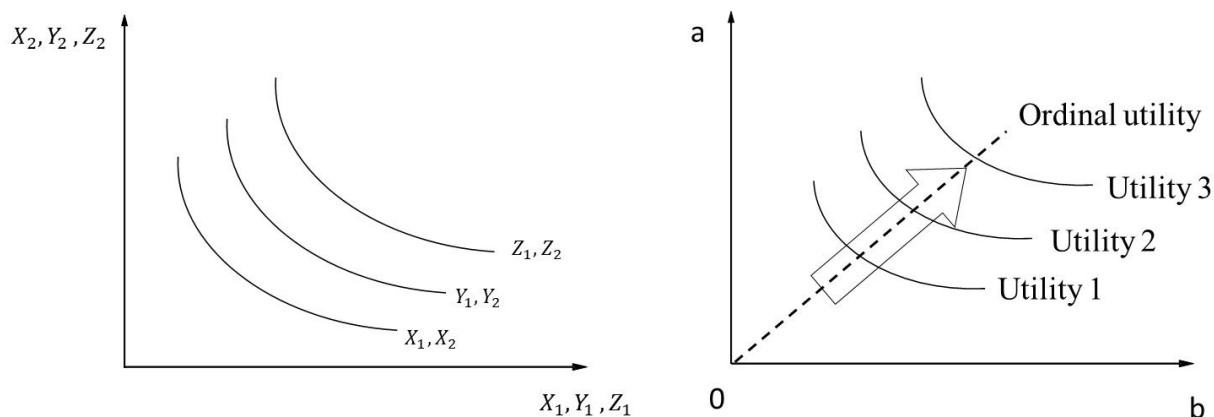 X₂, Y₂ , Z₂
Z₁, Z₂
Y₁, Y₂
X₁, X₂
X₁, Y₁ , Z₁
a
Ordinal utility
Utility 3
Utility 2
Utility 1
0
b